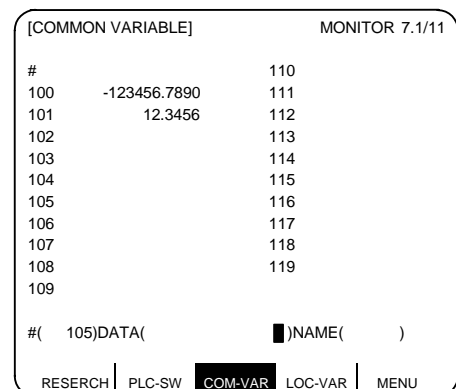 [COMMON VARIABLE] MONITOR 7.1/11
# 110
100 -123456.7890 111
101 12.3456 112
102 113
103 114
104 115
105 116
106 117
107 118
108 119
109
#( 105)DATA( )NAME( )
RESERCH PLC-SW COM-VAR LOC-VAR MENU